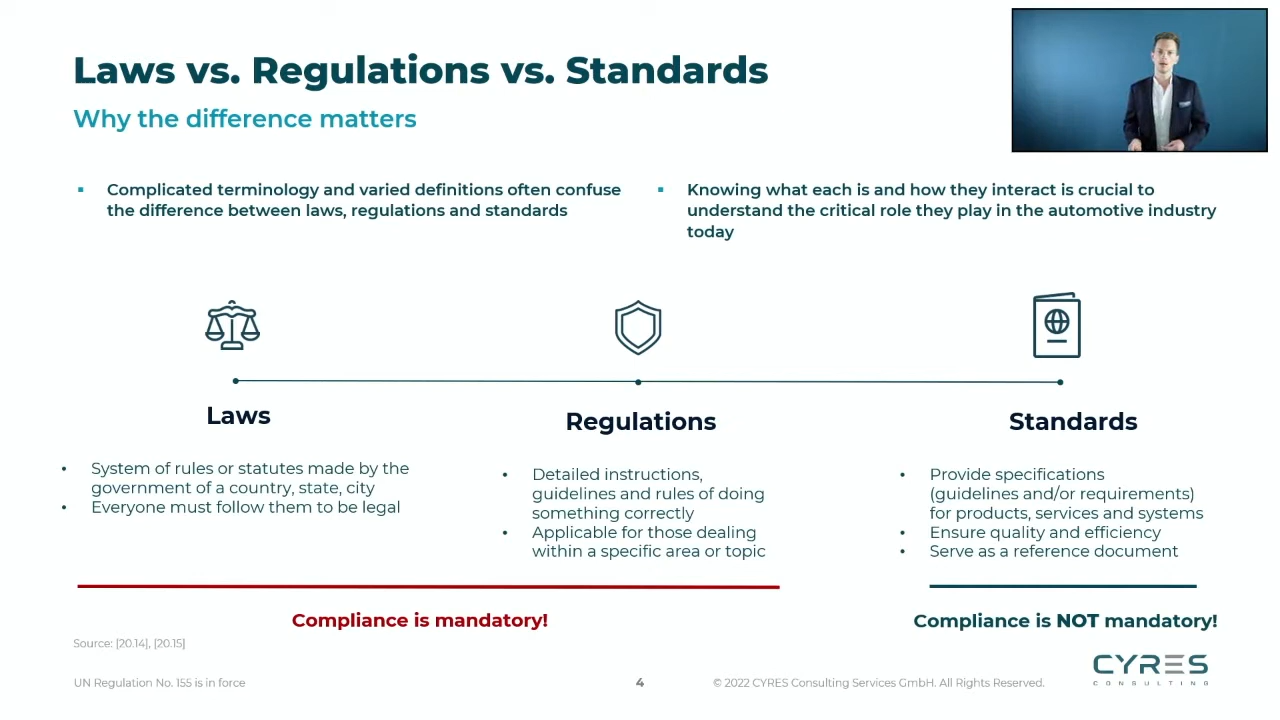 Laws vs. Regulations vs. Standards
Why the difference matters
▪ Complicated terminology and varied definitions often confuse
the difference between laws, regulations and standards
▪ Knowing what each is and how they interact is crucial to
understand the critical role they play in the automotive industry
today
Laws
• System of rules or statutes made by the
government of a country, state, city
• Everyone must follow them to be legal
Regulations
• Detailed instructions,
guidelines and rules of doing
something correctly
• Applicable for those dealing
within a specific area or topic
Standards
• Provide specifications
(guidelines and/or requirements)
for products, services and systems
• Ensure quality and efficiency
• Serve as a reference document
Compliance is mandatory!
Compliance is NOT mandatory!
Source: [20.14], [20.15]
UN Regulation No. 155 is in force
4
© 2022 CYRES Consulting Services GmbH. All Rights Reserved.
CYRES
CONSULTING